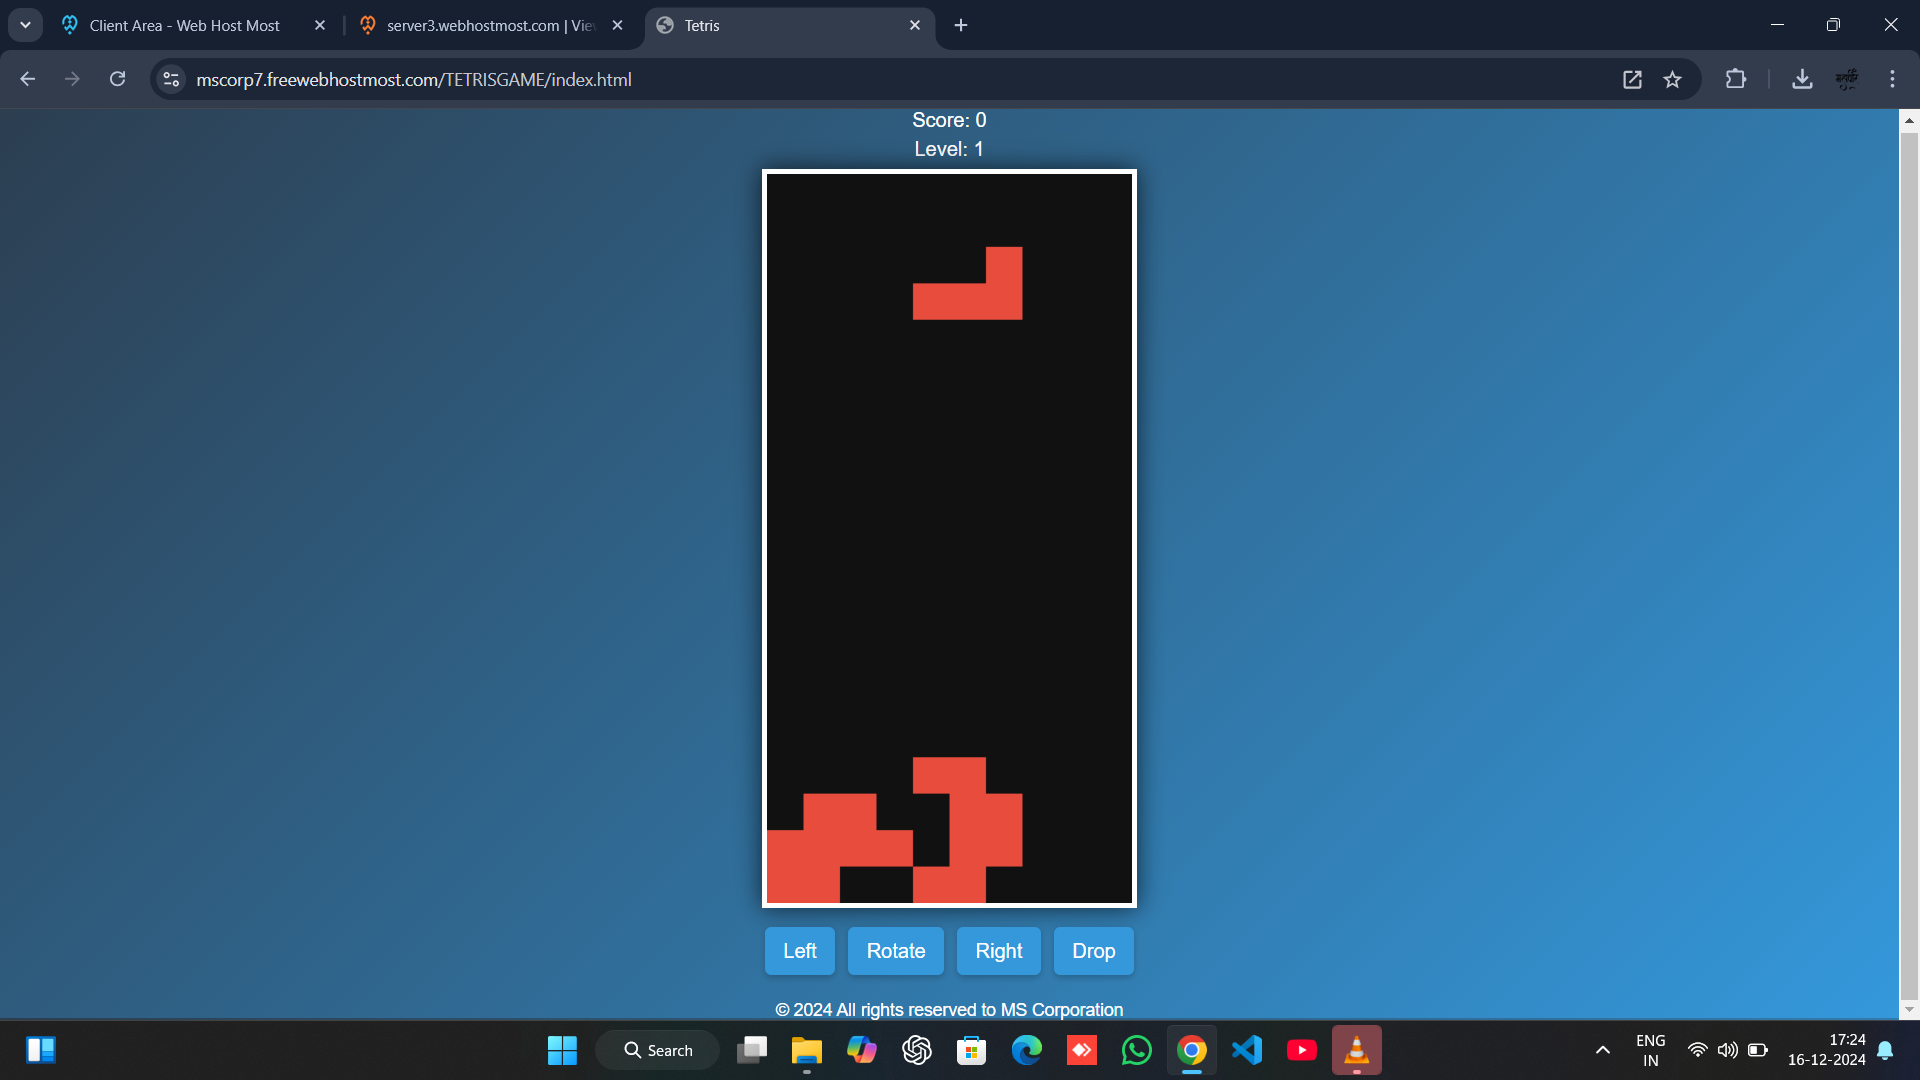 Client Area - Web Host Most
server3.webhostmost.com | Vie
Tetris
mscorp7.freewebhostmost.com/TETRISGAME/index.html
Score: 0
Level: 1
Left
Rotate
Right
Drop
© 2024 All rights reserved to MS Corporation
Search
ENG
IN
17:24
16-12-2024